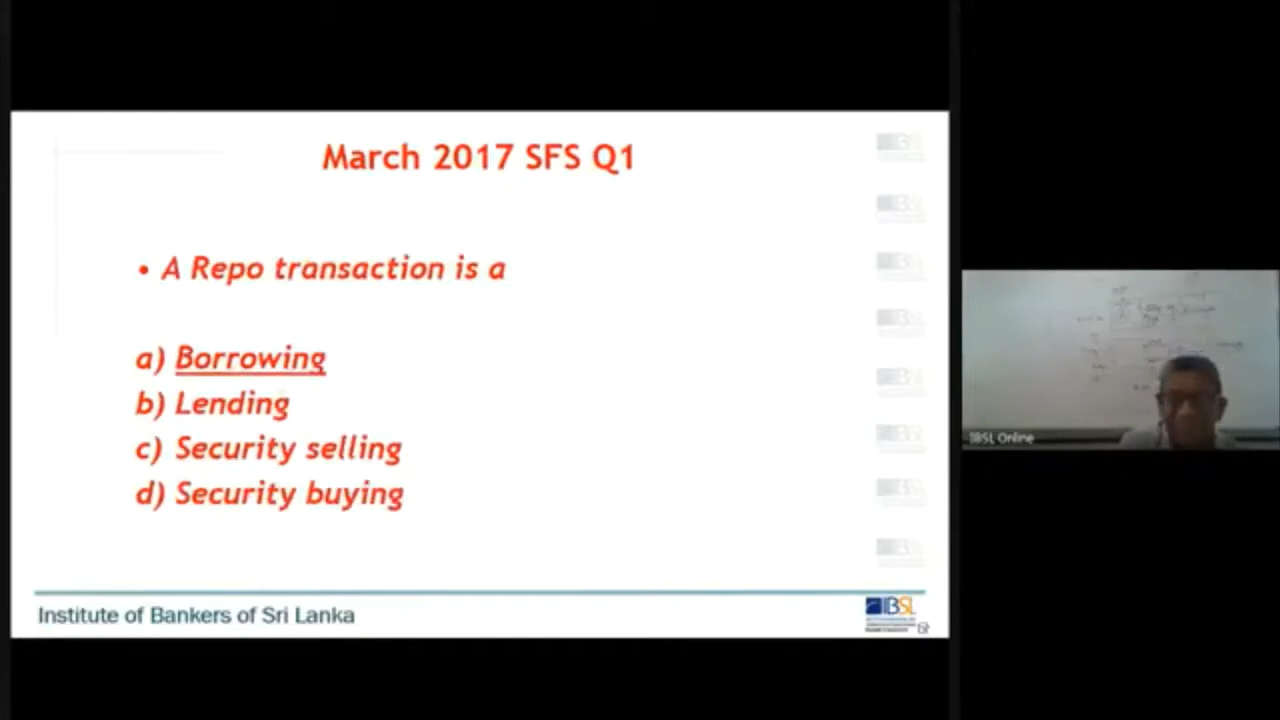 March 2017 SFS Q1
• A Repo transaction is a
a) Borrowing
b) Lending
c) Security selling
d) Security buying
Institute of Bankers of Sri Lanka
IBSL
IBSL Online